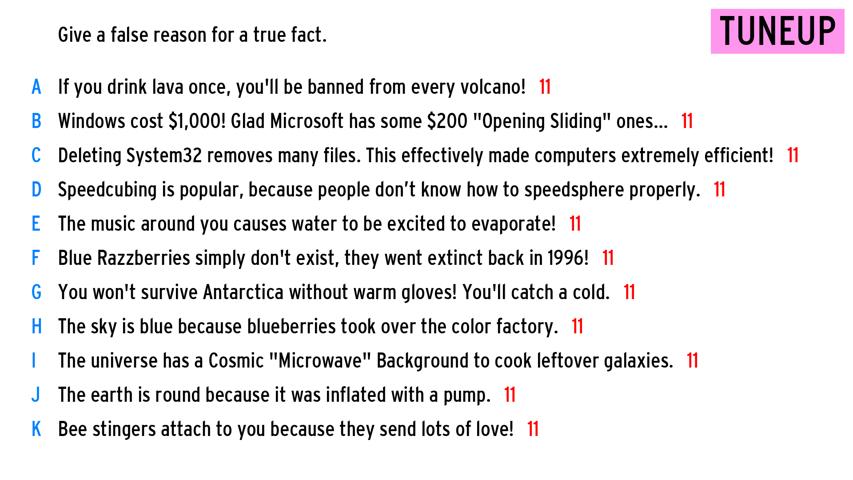 Give a false reason for a true fact.
TUNEUP
A If you drink lava once, you'll be banned from every volcano! 11
B Windows cost $1,000! Glad Microsoft has some $200 "Opening Sliding" ones... 11
C Deleting System32 removes many files. This effectively made computers extremely efficient! 11
D Speedcubing is popular, because people don’t know how to speedsphere properly. 11
E The music around you causes water to be excited to evaporate! 11
F Blue Razzberries simply don't exist, they went extinct back in 1996! 11
G You won't survive Antarctica without warm gloves! You'll catch a cold. 11
H The sky is blue because blueberries took over the color factory. 11
I The universe has a Cosmic "Microwave" Background to cook leftover galaxies. 11
J The earth is round because it was inflated with a pump. 11
K Bee stingers attach to you because they send lots of love! 11